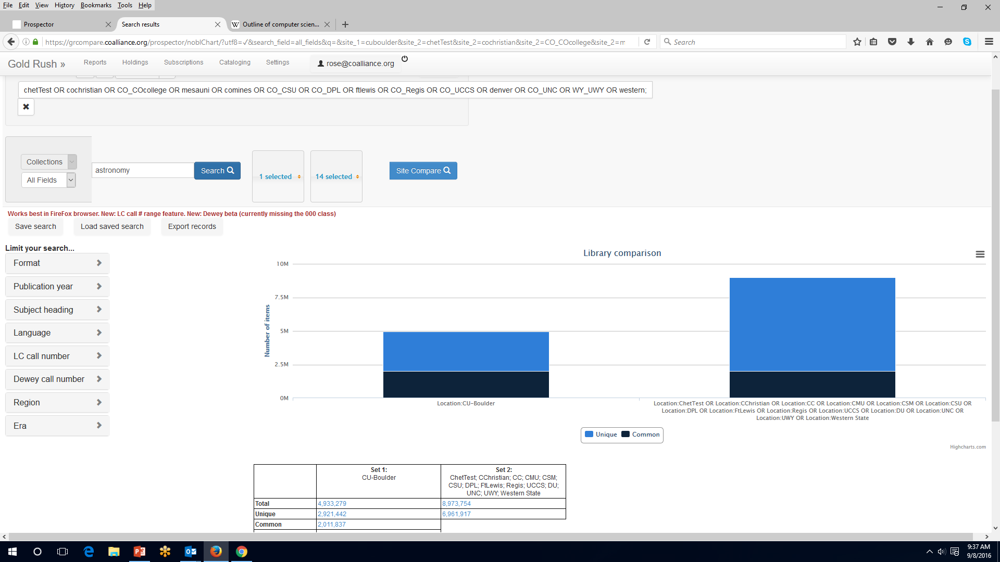 File Edit View History Bookmarks Tools Help
Prospector
Search results
W Outline of computer scien...
https://grcompare.coalliance.org/prospector/noblChart/?utf8=✓&search_field=all_fields&q=&site_1=cuboulder&site_2=chetTest&site_2=cochristian&site_2=CO_COcollege&site_2=m
Search
Gold Rush »
Reports
Holdings
Subscriptions
Cataloging
Settings
rose@coalliance.org
chetTest OR cochristian OR CO_COcollege OR mesauni OR comines OR CO_CSU OR CO_DPL OR ftlewis OR CO_Regis OR CO_UCCS OR denver OR CO_UNC OR WY_UWY OR western;
Collections
All Fields
astronomy
Search
1 selected
14 selected
Site Compare
Works best in FireFox browser. New: LC call # range feature. New: Dewey beta (currently missing the 000 class)
Save search
Load saved search
Export records
Limit your search...
Format
Publication year
Subject heading
Language
LC call number
Dewey call number
Region
Era
Library comparison
Number of items
10M
7.5M
5M
2.5M
0M
Location:CU-Boulder
Location:ChetTest OR Location:CChristian OR Location:CC OR Location:CMU OR Location:CSM OR Location:CSU OR
Location:DPL OR Location:FtLewis OR Location:Regis OR Location:UCCS OR Location:DU OR Location:UNC OR
Location:UWY OR Location:Western State
Unique Common
Highcharts.com
Set 1:
CU-Boulder
Set 2:
ChetTest; CChristian; CC; CMU; CSM;
CSU; DPL; FtLewis; Regis; UCCS; DU;
UNC; UWY; Western State
Total 4,933,279 8,973,754
Unique 2,921,442 6,961,917
Common 2,011,837
9:37 AM
9/8/2016